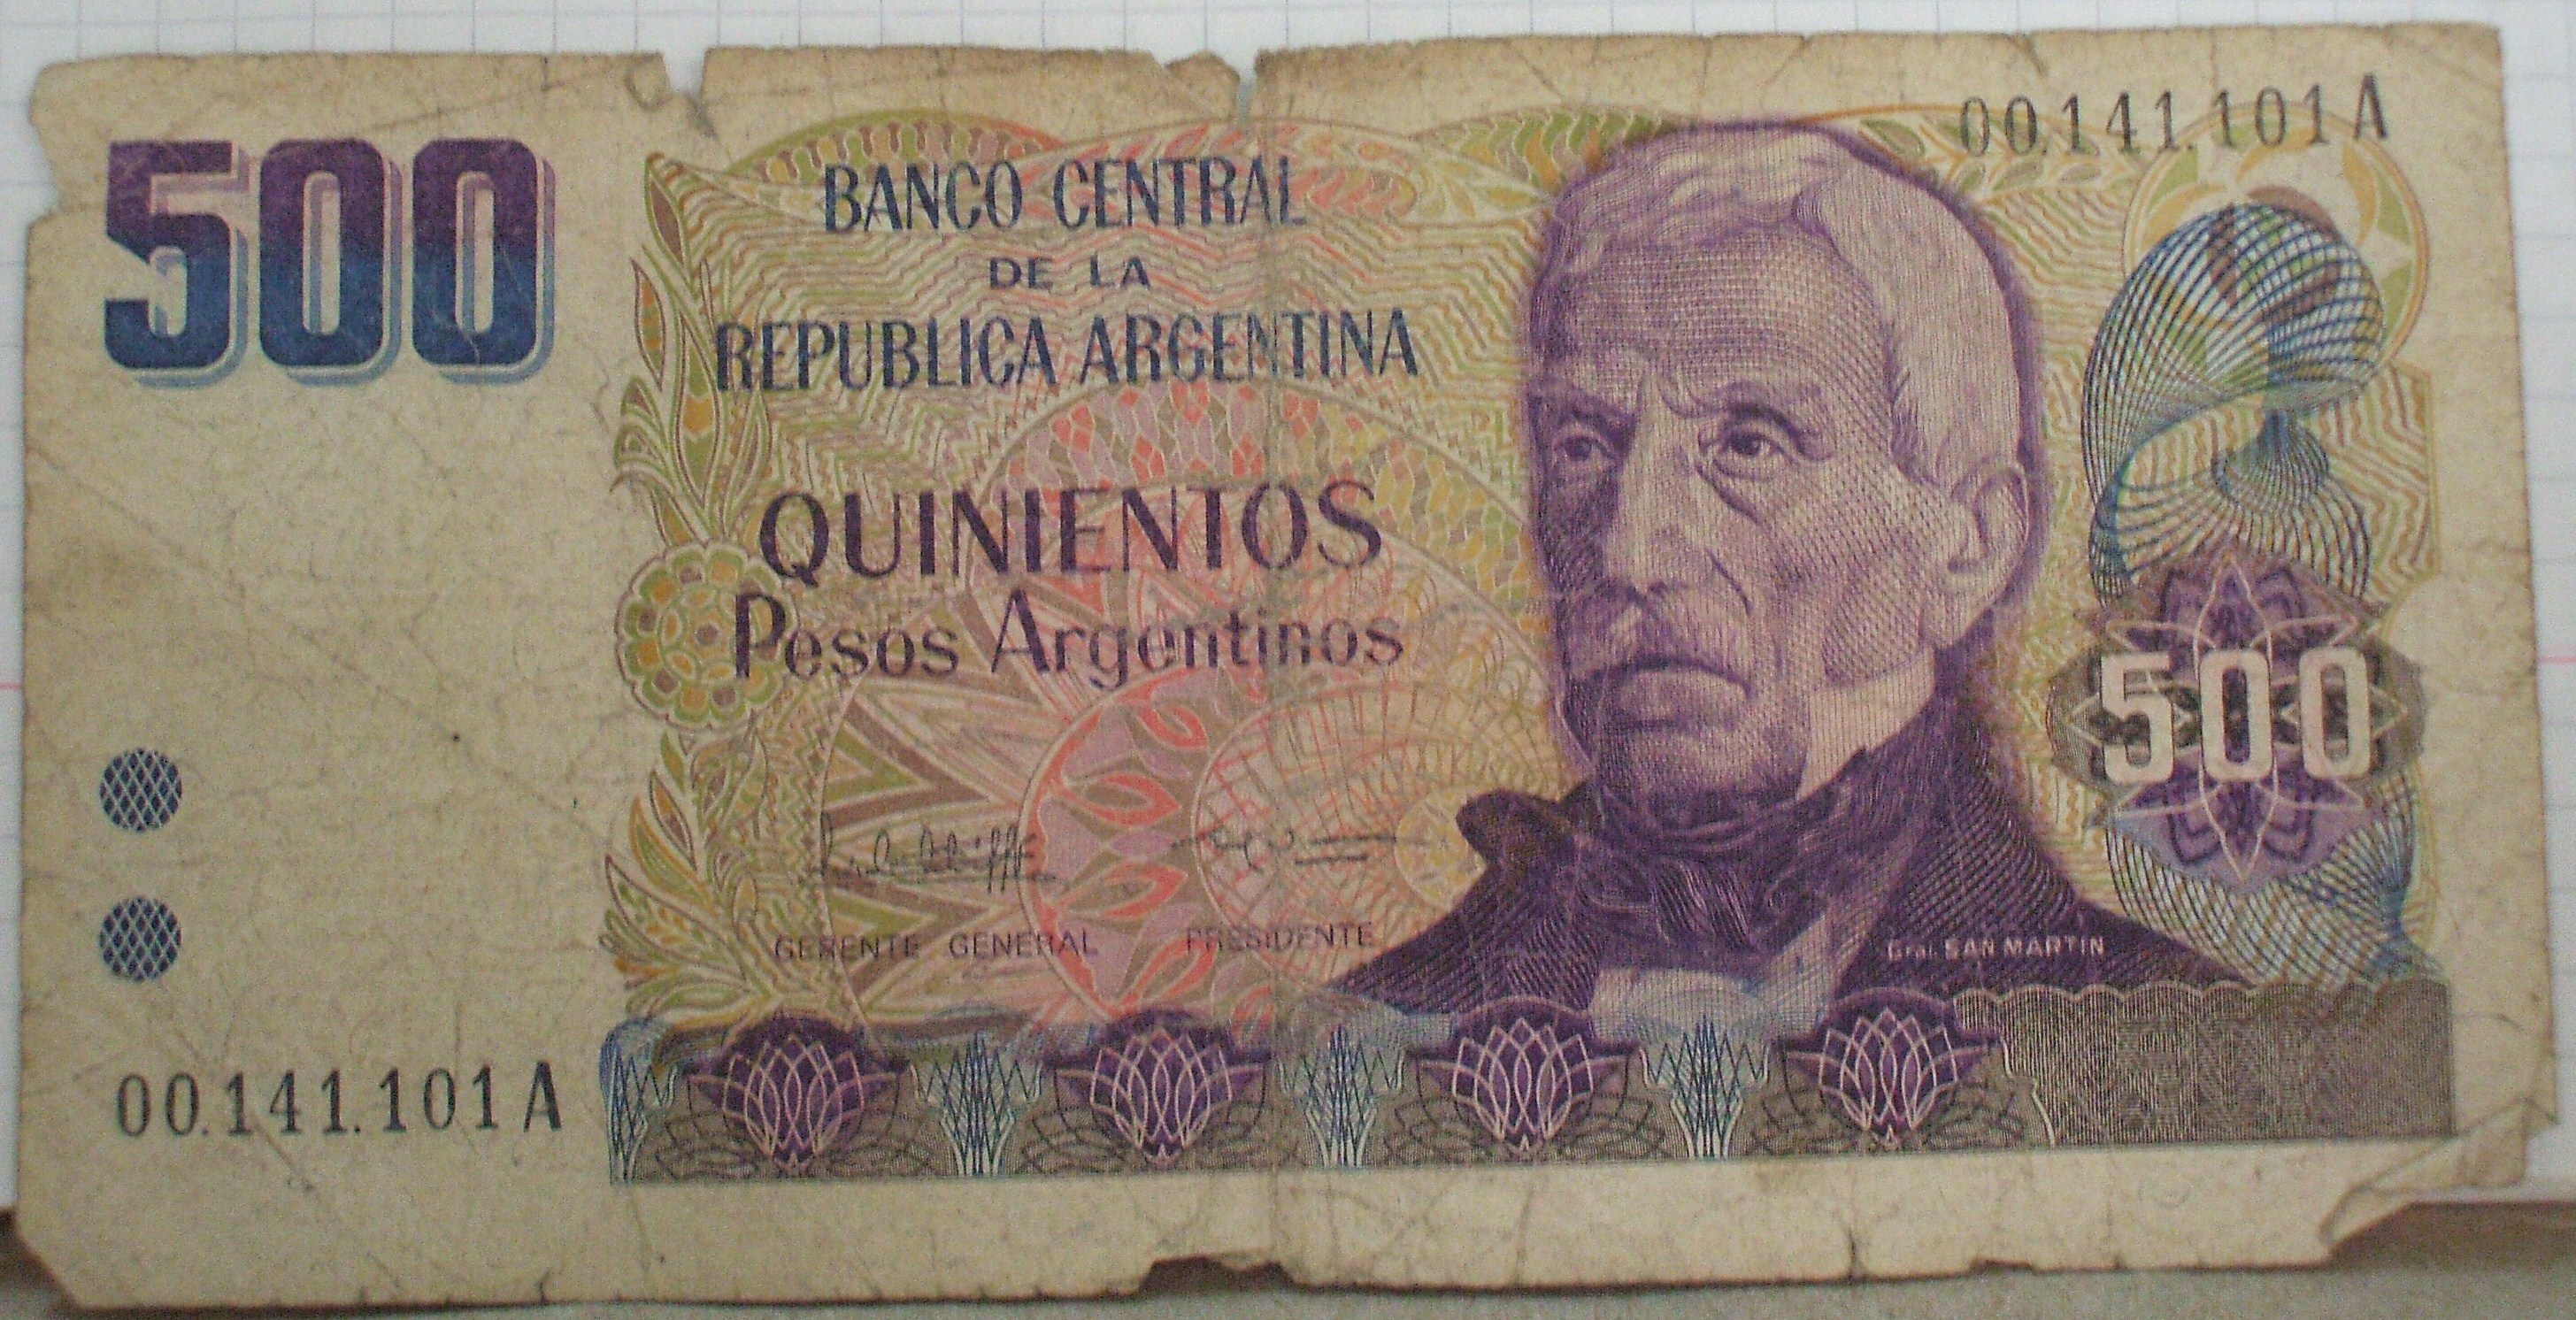 00.141.101 A
500
BANCO CENTRAL
DE LA
REPUBLICA ARGENTINA
QUINIENTOS
Pesos Argentinos
500
GERENTE GENERAL
PRESIDENTE
Gral. SAN MARTIN
00.141.101 A